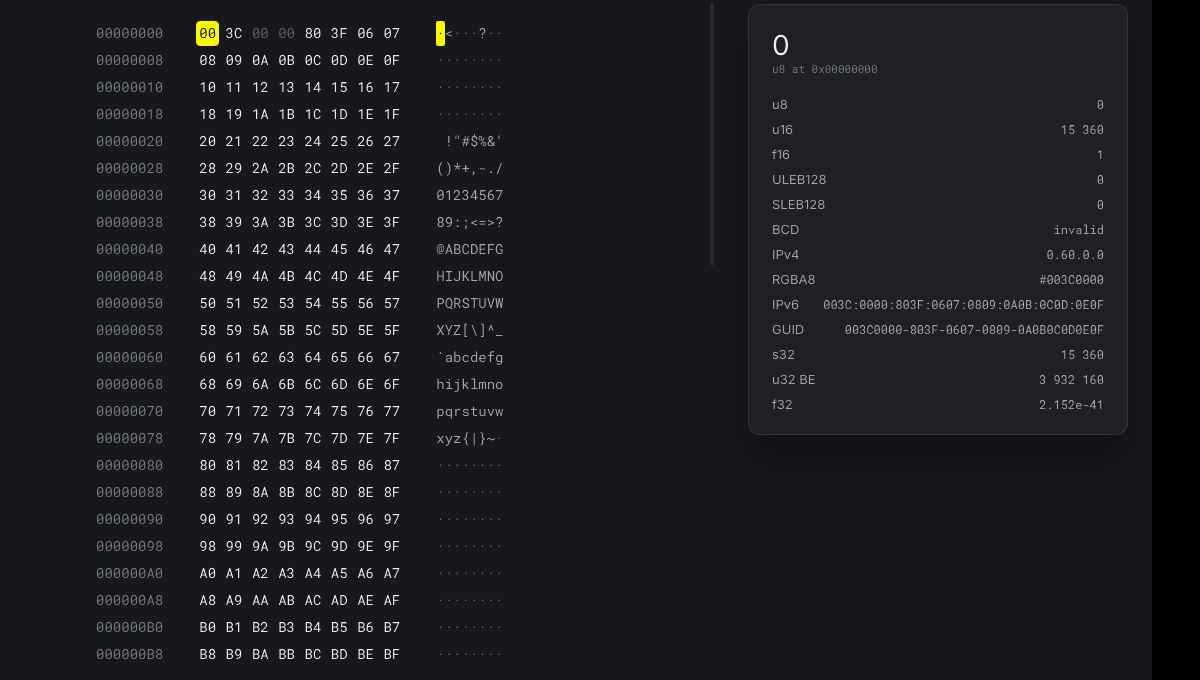 00000000 00 3C 00 00 80 3F 06 07 ·<···?··
00000008 08 09 0A 0B 0C 0D 0E 0F ········
00000010 10 11 12 13 14 15 16 17 ········
00000018 18 19 1A 1B 1C 1D 1E 1F ········
00000020 20 21 22 23 24 25 26 27  !"#$%&'
00000028 28 29 2A 2B 2C 2D 2E 2F ()*+,-./
00000030 30 31 32 33 34 35 36 37 01234567
00000038 38 39 3A 3B 3C 3D 3E 3F 89:;<=>?
00000040 40 41 42 43 44 45 46 47 @ABCDEFG
00000048 48 49 4A 4B 4C 4D 4E 4F HIJKLMNO
00000050 50 51 52 53 54 55 56 57 PQRSTUVW
00000058 58 59 5A 5B 5C 5D 5E 5F XYZ[\]^_
00000060 60 61 62 63 64 65 66 67 `abcdefg
00000068 68 69 6A 6B 6C 6D 6E 6F hijklmno
00000070 70 71 72 73 74 75 76 77 pqrstuvw
00000078 78 79 7A 7B 7C 7D 7E 7F xyz{|}~·
00000080 80 81 82 83 84 85 86 87 ········
00000088 88 89 8A 8B 8C 8D 8E 8F ········
00000090 90 91 92 93 94 95 96 97 ········
00000098 98 99 9A 9B 9C 9D 9E 9F ········
000000A0 A0 A1 A2 A3 A4 A5 A6 A7 ········
000000A8 A8 A9 AA AB AC AD AE AF ········
000000B0 B0 B1 B2 B3 B4 B5 B6 B7 ········
000000B8 B8 B9 BA BB BC BD BE BF ········
0
u8 at 0x00000000
u8 0
u16 15 360
f16 1
ULEB128 0
SLEB128 0
BCD invalid
IPv4 0.60.0.0
RGBA8 #003C0000
IPv6 003C:0000:803F:0607:0809:0A0B:0C0D:0E0F
GUID 003C0000-803F-0607-0809-0A0B0C0D0E0F
s32 15 360
u32 BE 3 932 160
f32 2.152e-41